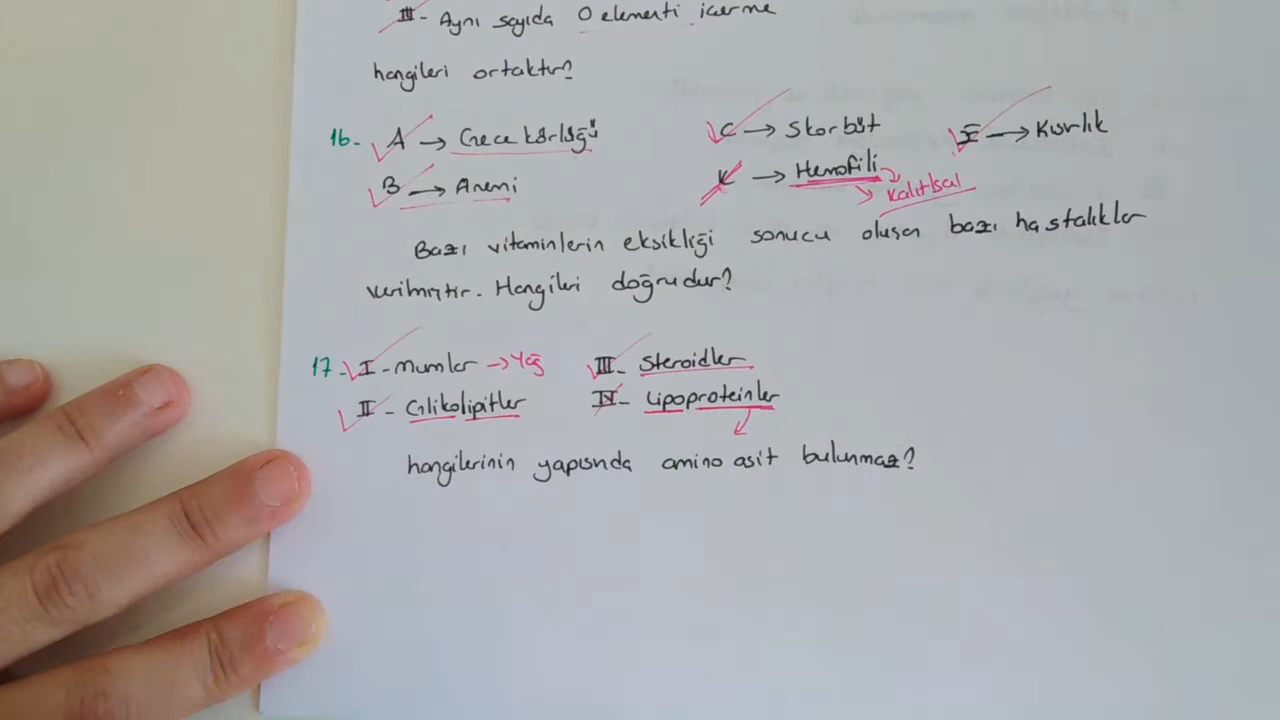 III- Aynı sayıda O elementi içerme
hangileri ortaktır?
16- A → Gece körlüğü C → Skorbüt E → Kısırlık
B → Anemi K → Hemofili
→ kalıtsal
Bazı vitaminlerin eksikliği sonucu oluşan bazı hastalıklar
verilmiştir. Hangileri doğrudur?
17- I- mumlar → Yağ III- Steroidler
II- Glikolipitler IV- Lipoproteinler
hangilerinin yapısında amino asit bulunmaz?